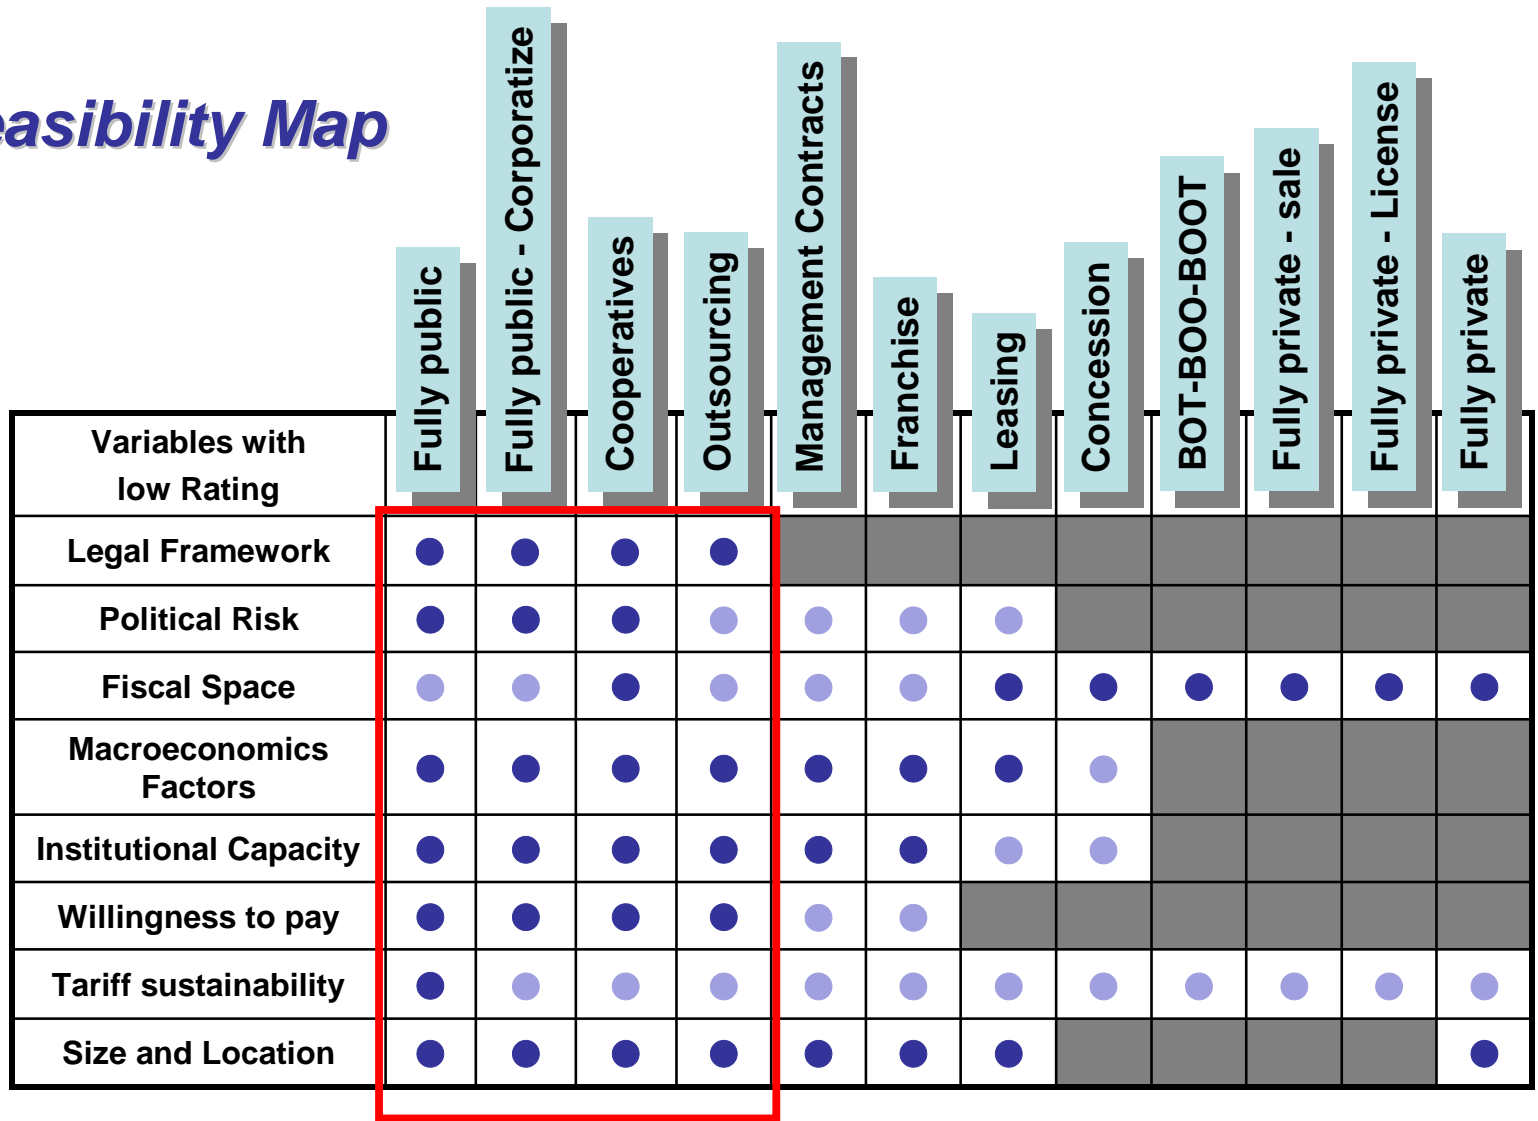 easibility Map
Fully public
Fully public - Corporatize
Cooperatives
Outsourcing
Management Contracts
Franchise
Leasing
Concession
BOT-BOO-BOOT
Fully private - sale
Fully private - License
Fully private
Variables with
low Rating
Legal Framework
Political Risk
Fiscal Space
Macroeconomics
Factors
Institutional Capacity
Willingness to pay
Tariff sustainability
Size and Location